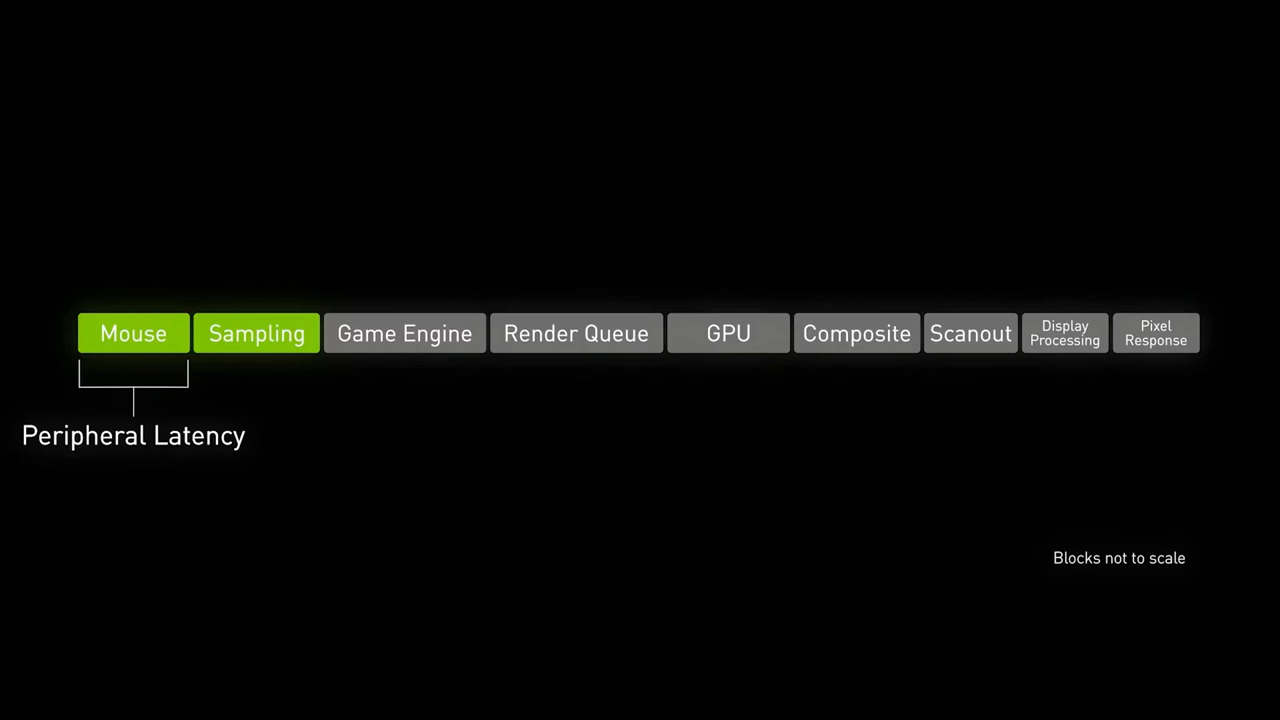 Mouse
Sampling
Game Engine
Render Queue
GPU
Composite
Scanout
Display
Processing
Pixel
Response
Peripheral Latency
Blocks not to scale